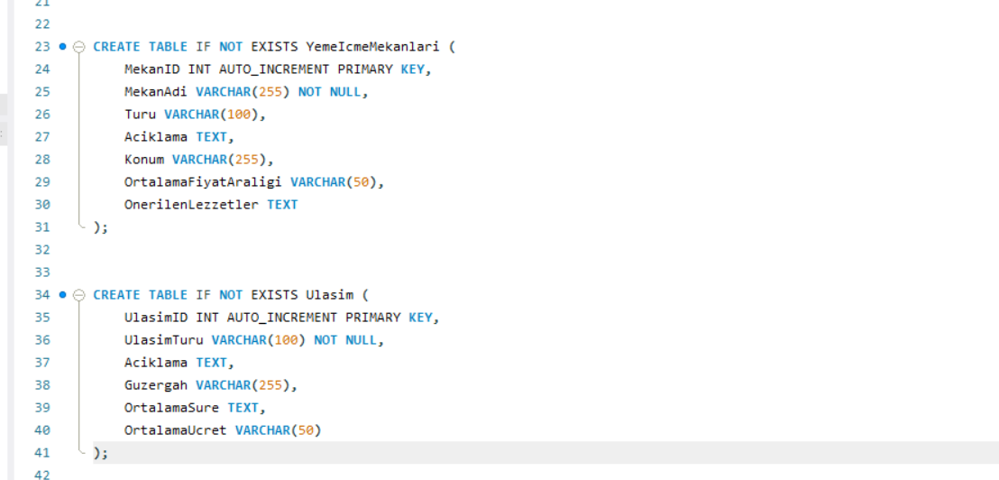 21
22
23 CREATE TABLE IF NOT EXISTS YemeIcmeMekanlari (
24 MekanID INT AUTO_INCREMENT PRIMARY KEY,
25 MekanAdi VARCHAR(255) NOT NULL,
26 Turu VARCHAR(100),
27 Aciklama TEXT,
28 Konum VARCHAR(255),
29 OrtalamaFiyatAraligi VARCHAR(50),
30 OnerilenLezzetler TEXT
31 );
32
33
34 CREATE TABLE IF NOT EXISTS Ulasim (
35 UlasimID INT AUTO_INCREMENT PRIMARY KEY,
36 UlasimTuru VARCHAR(100) NOT NULL,
37 Aciklama TEXT,
38 Guzergah VARCHAR(255),
39 OrtalamaSure TEXT,
40 OrtalamaUcret VARCHAR(50)
41 );
42